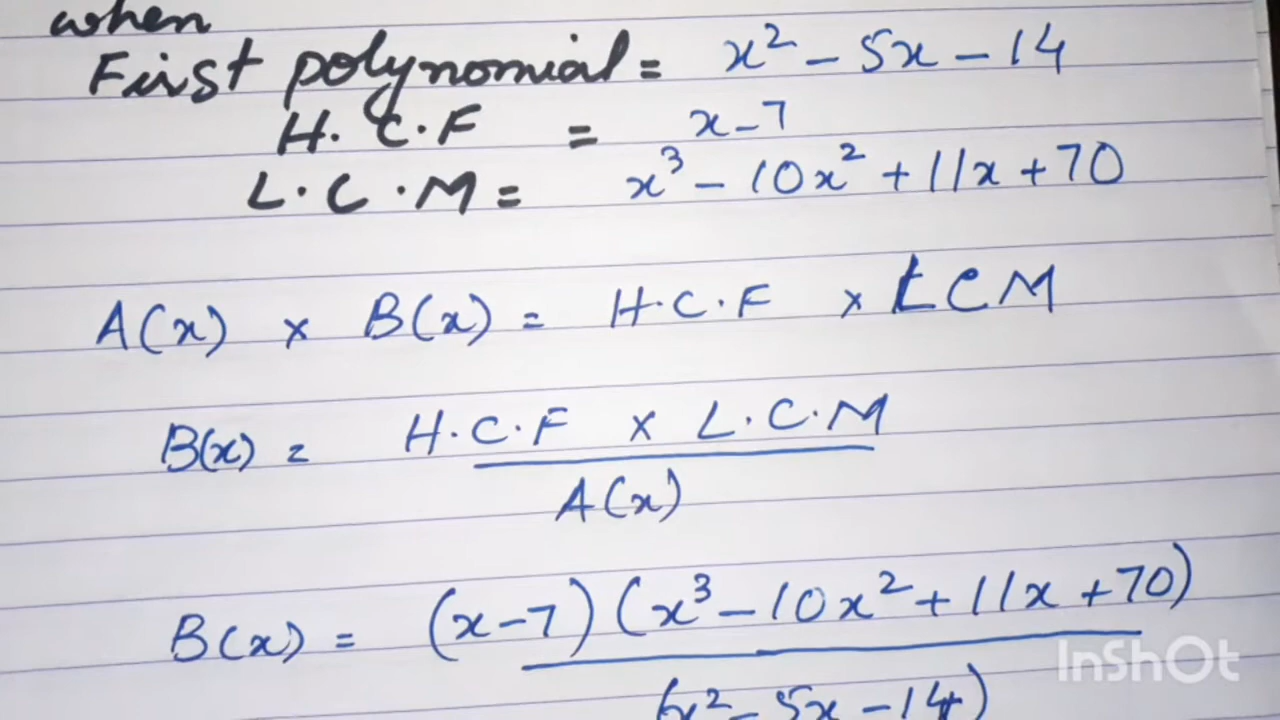 when
First polynomial = x² - 5x - 14
H.C.F = x-7
L.C.M = x³ - 10x² + 11x + 70
A(x) × B(x) = H.C.F × LCM
B(x) = H.C.F × L.C.M
A(x)
B(x) = (x-7)(x³-10x²+11x+70)
(x²-5x-14)
InShOt